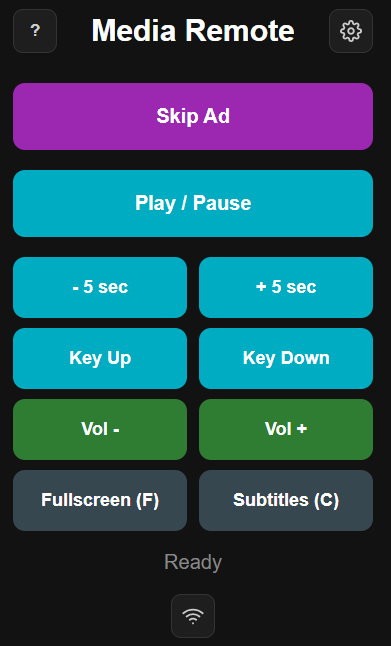 ? Media Remote
Skip Ad
Play / Pause
- 5 sec + 5 sec
Key Up Key Down
Vol - Vol +
Fullscreen (F) Subtitles (C)
Ready